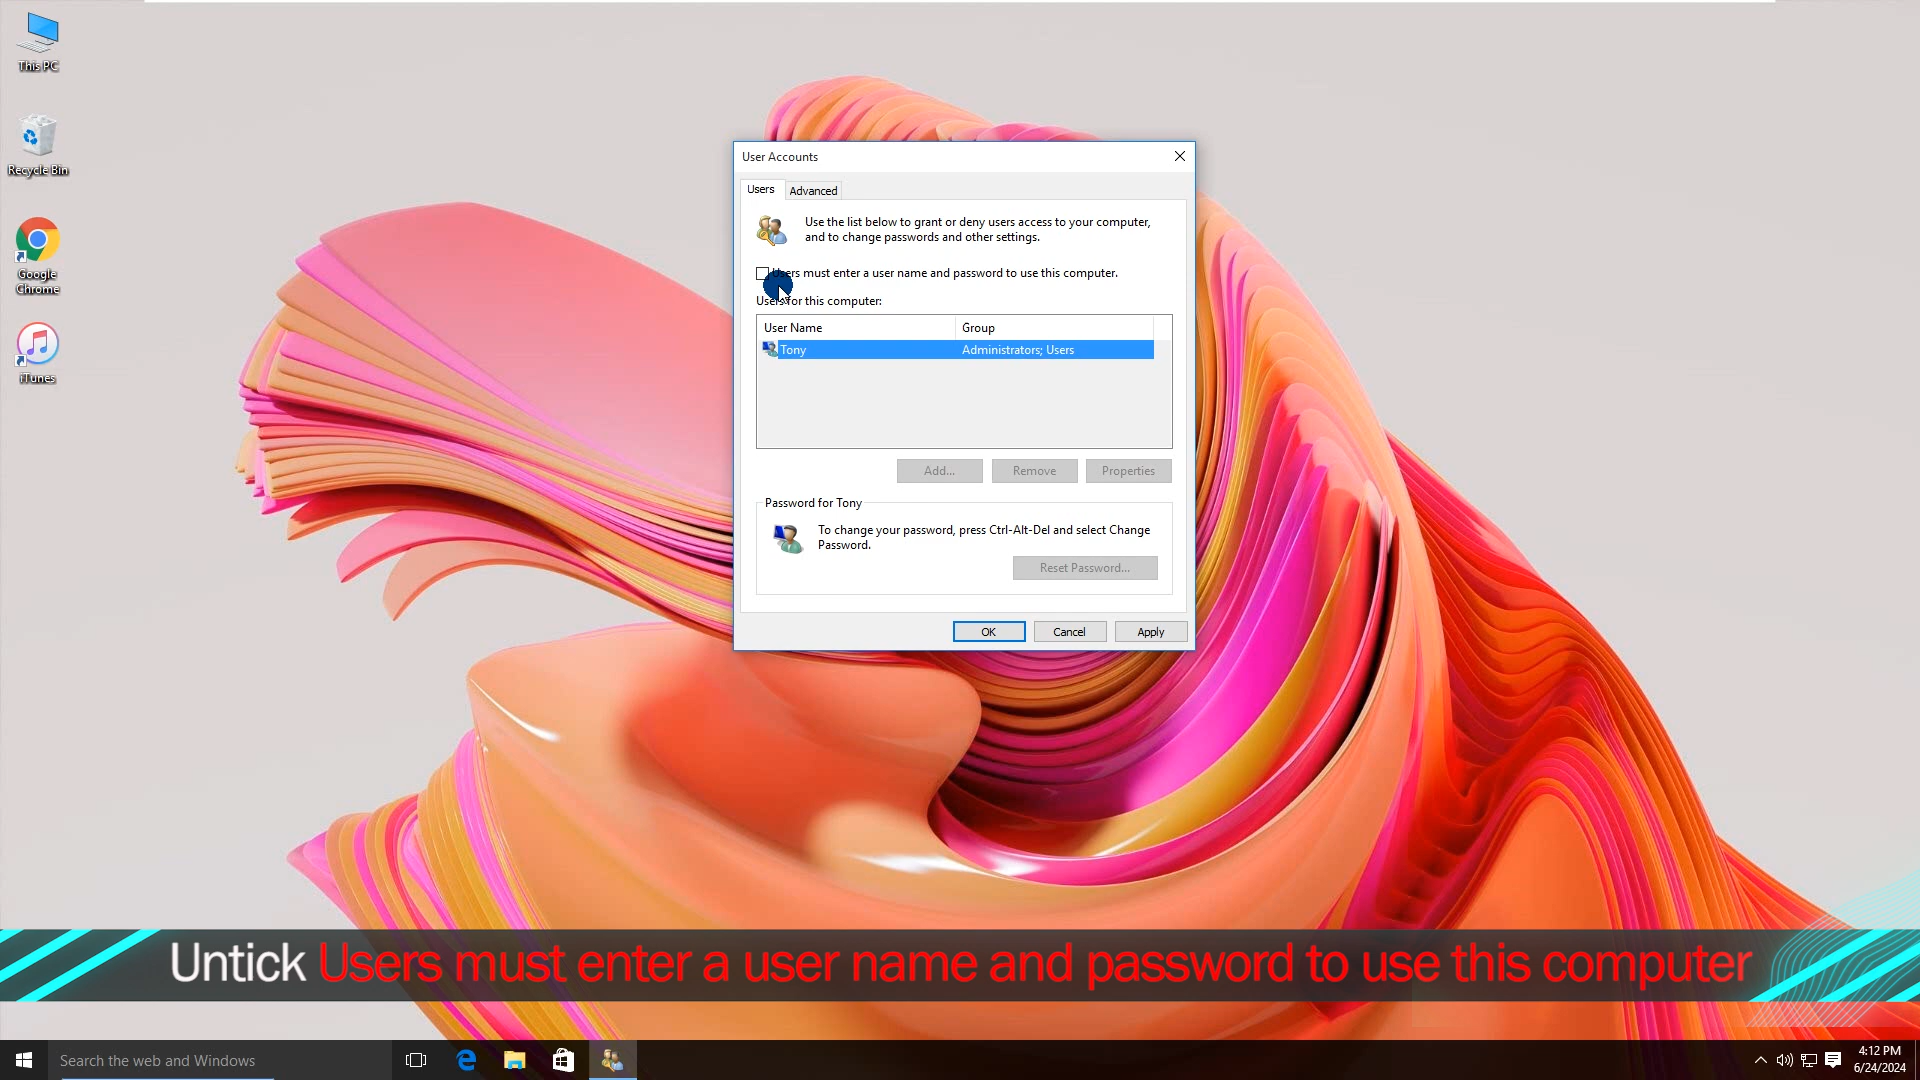 This PC
Recycle Bin
Google
Chrome
iTunes
User Accounts
Users
Advanced
Use the list below to grant or deny users access to your computer,
and to change passwords and other settings.
Users must enter a user name and password to use this computer.
Users for this computer:
User Name Group
Tony Administrators; Users
Add... Remove Properties
Password for Tony
To change your password, press Ctrl-Alt-Del and select Change
Password.
Reset Password...
OK Cancel Apply
Untick Users must enter a user name and password to use this computer
Search the web and Windows
4:12 PM
6/24/2024